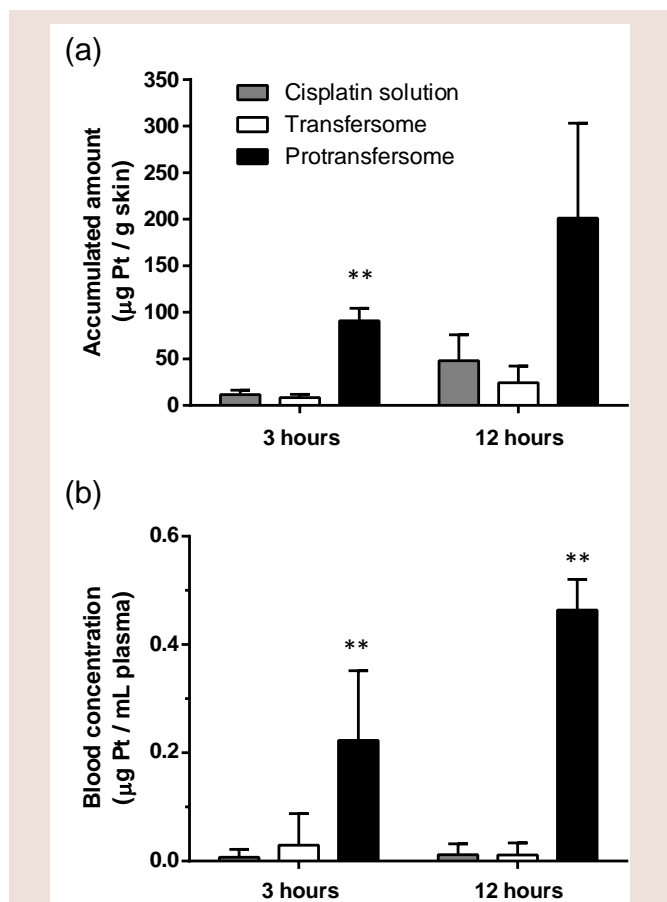 (a)
Accumulated amount
(µg Pt / g skin)
350
300
250
200
150
100
50
0
Cisplatin solution
Transfersome
Protransfersome
**
3 hours
12 hours
(b)
Blood concentration
(µg Pt / mL plasma)
0.6
0.4
0.2
0.0
**
**
3 hours
12 hours